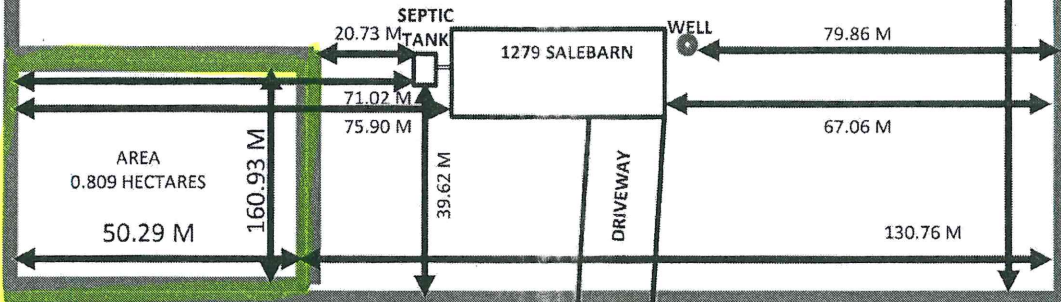 SEPTIC
TANK
20.73 M
1279 SALEBARN
WELL
79.86 M
71.02 M
75.90 M
67.06 M
AREA
0.809 HECTARES
160.93 M
39.62 M
DRIVEWAY
50.29 M
130.76 M